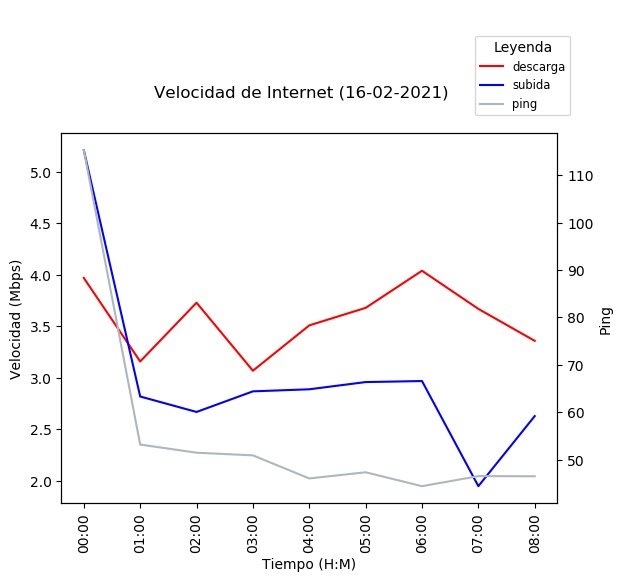 Leyenda
descarga
subida
ping
Velocidad de Internet (16-02-2021)
Velocidad (Mbps)
5.0
4.5
4.0
3.5
3.0
2.5
2.0
110
100
90
80
70
60
50
Ping
00:00
01:00
02:00
03:00
04:00
05:00
06:00
07:00
08:00
Tiempo (H:M)